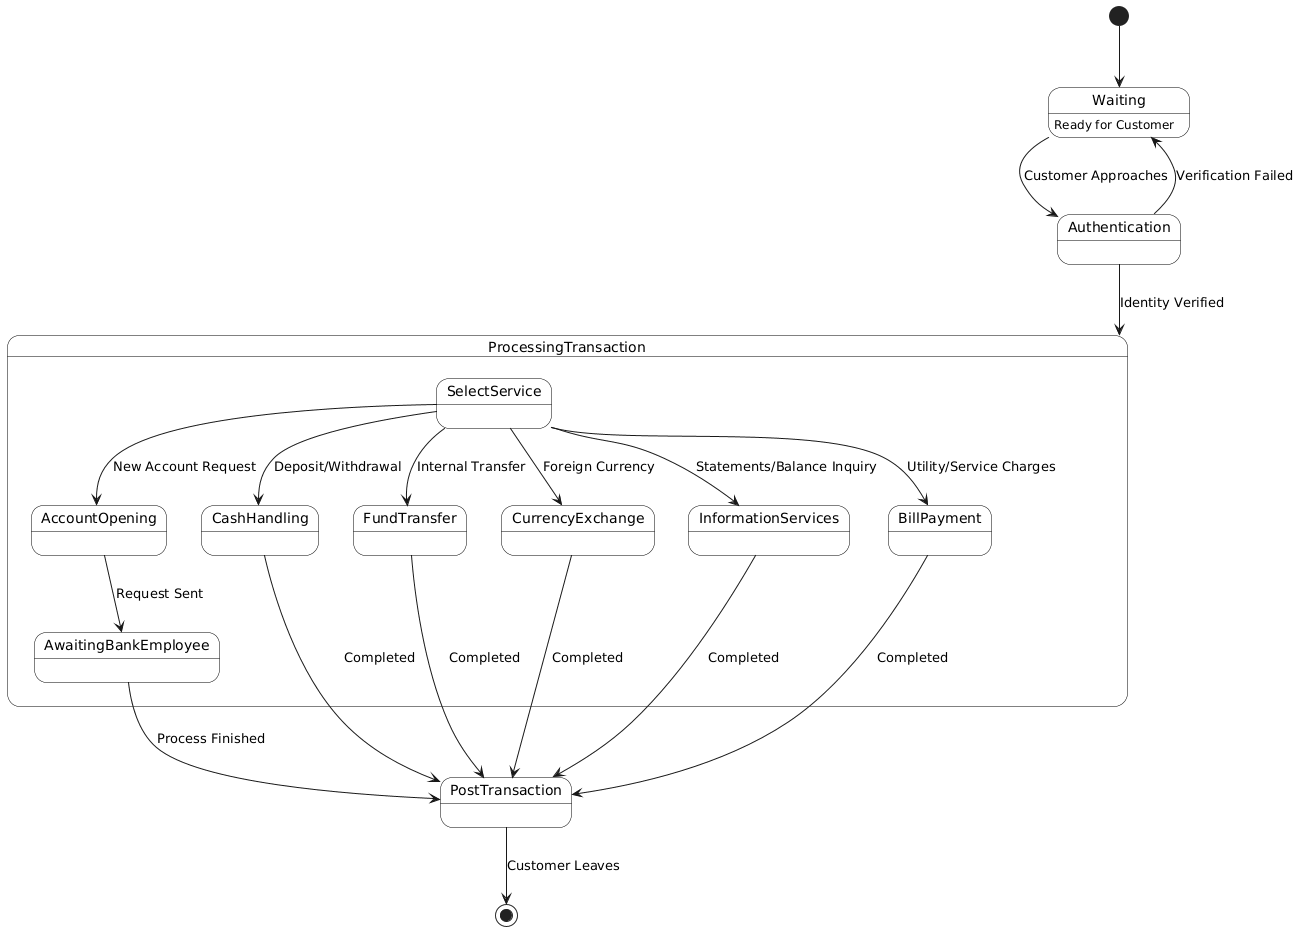 Waiting
Ready for Customer
Customer Approaches
Verification Failed
Authentication
Identity Verified
ProcessingTransaction
SelectService
New Account Request
Deposit/Withdrawal
Internal Transfer
Foreign Currency
Statements/Balance Inquiry
Utility/Service Charges
AccountOpening
CashHandling
FundTransfer
CurrencyExchange
InformationServices
BillPayment
Request Sent
AwaitingBankEmployee
Completed
Completed
Completed
Completed
Completed
Process Finished
PostTransaction
Customer Leaves